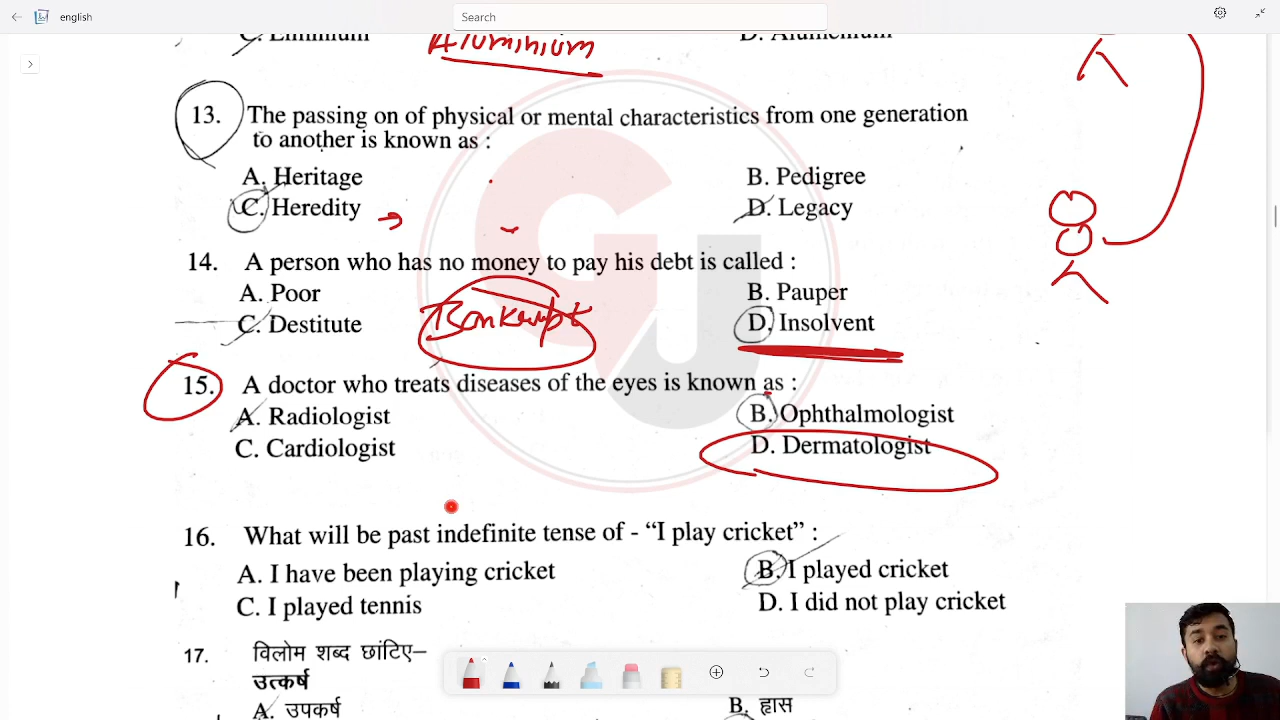 english
Search
C. Eliminium
Aluminium
D. Alumenium
13. The passing on of physical or mental characteristics from one generation
to another is known as :
A. Heritage
B. Pedigree
C. Heredity
D. Legacy
14. A person who has no money to pay his debt is called :
A. Poor
B. Pauper
C. Destitute
Bankrupt
D. Insolvent
15. A doctor who treats diseases of the eyes is known as :
A. Radiologist
B. Ophthalmologist
C. Cardiologist
D. Dermatologist
16. What will be past indefinite tense of - “I play cricket” :
A. I have been playing cricket
B. I played cricket
C. I played tennis
D. I did not play cricket
17. विलोम शब्द छांटिए–
उत्कर्ष
A. उपकर्ष
B. ह्रास